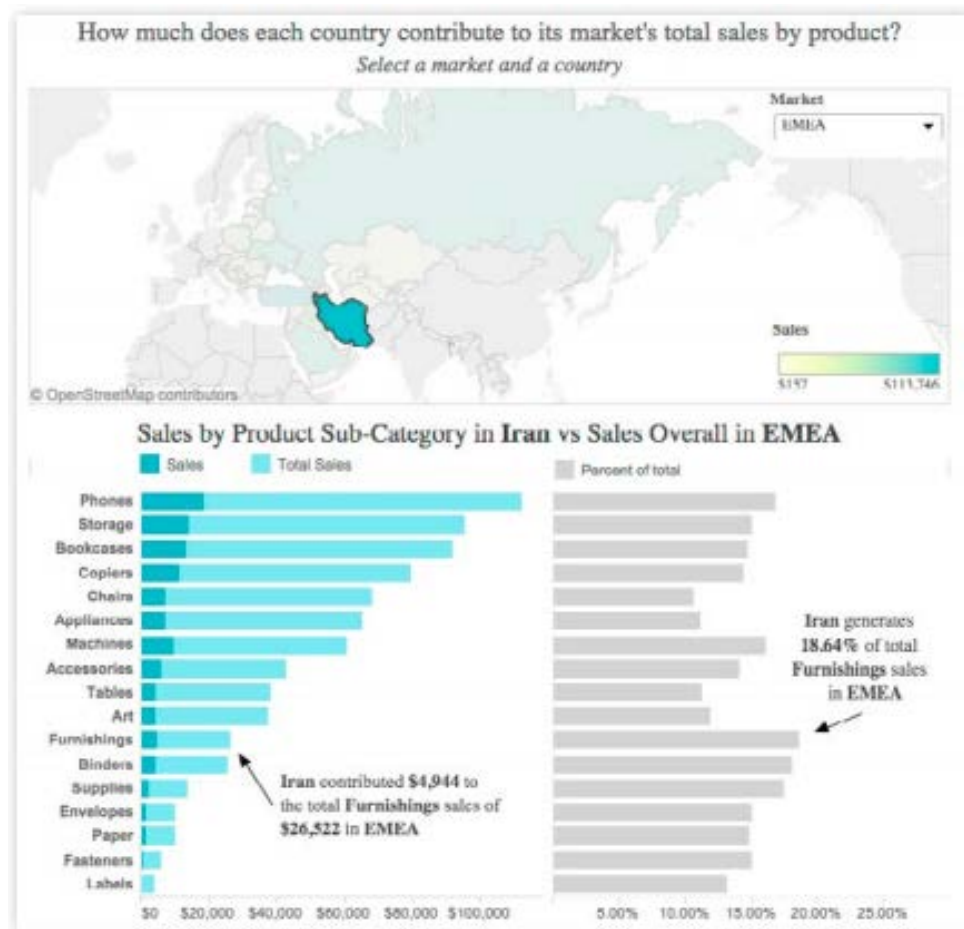 How much does each country contribute to its market's total sales by product?
Select a market and a country
Market
EMEA
Sales
$157 $113,746
© OpenStreetMap contributors
Sales by Product Sub-Category in Iran vs Sales Overall in EMEA
Sales Total Sales Percent of total
Phones
Storage
Bookcases
Copiers
Chairs
Appliances
Machines
Accessories
Tables
Art
Furnishings
Binders
Supplies
Envelopes
Paper
Fasteners
Labels
Iran generates
18.64% of total
Furnishings sales
in EMEA
Iran contributed $4,944 to
the total Furnishings sales of
$26,522 in EMEA
$0 $20,000 $40,000 $60,000 $80,000 $100,000
5.00% 10.00% 15.00% 20.00% 25.00%